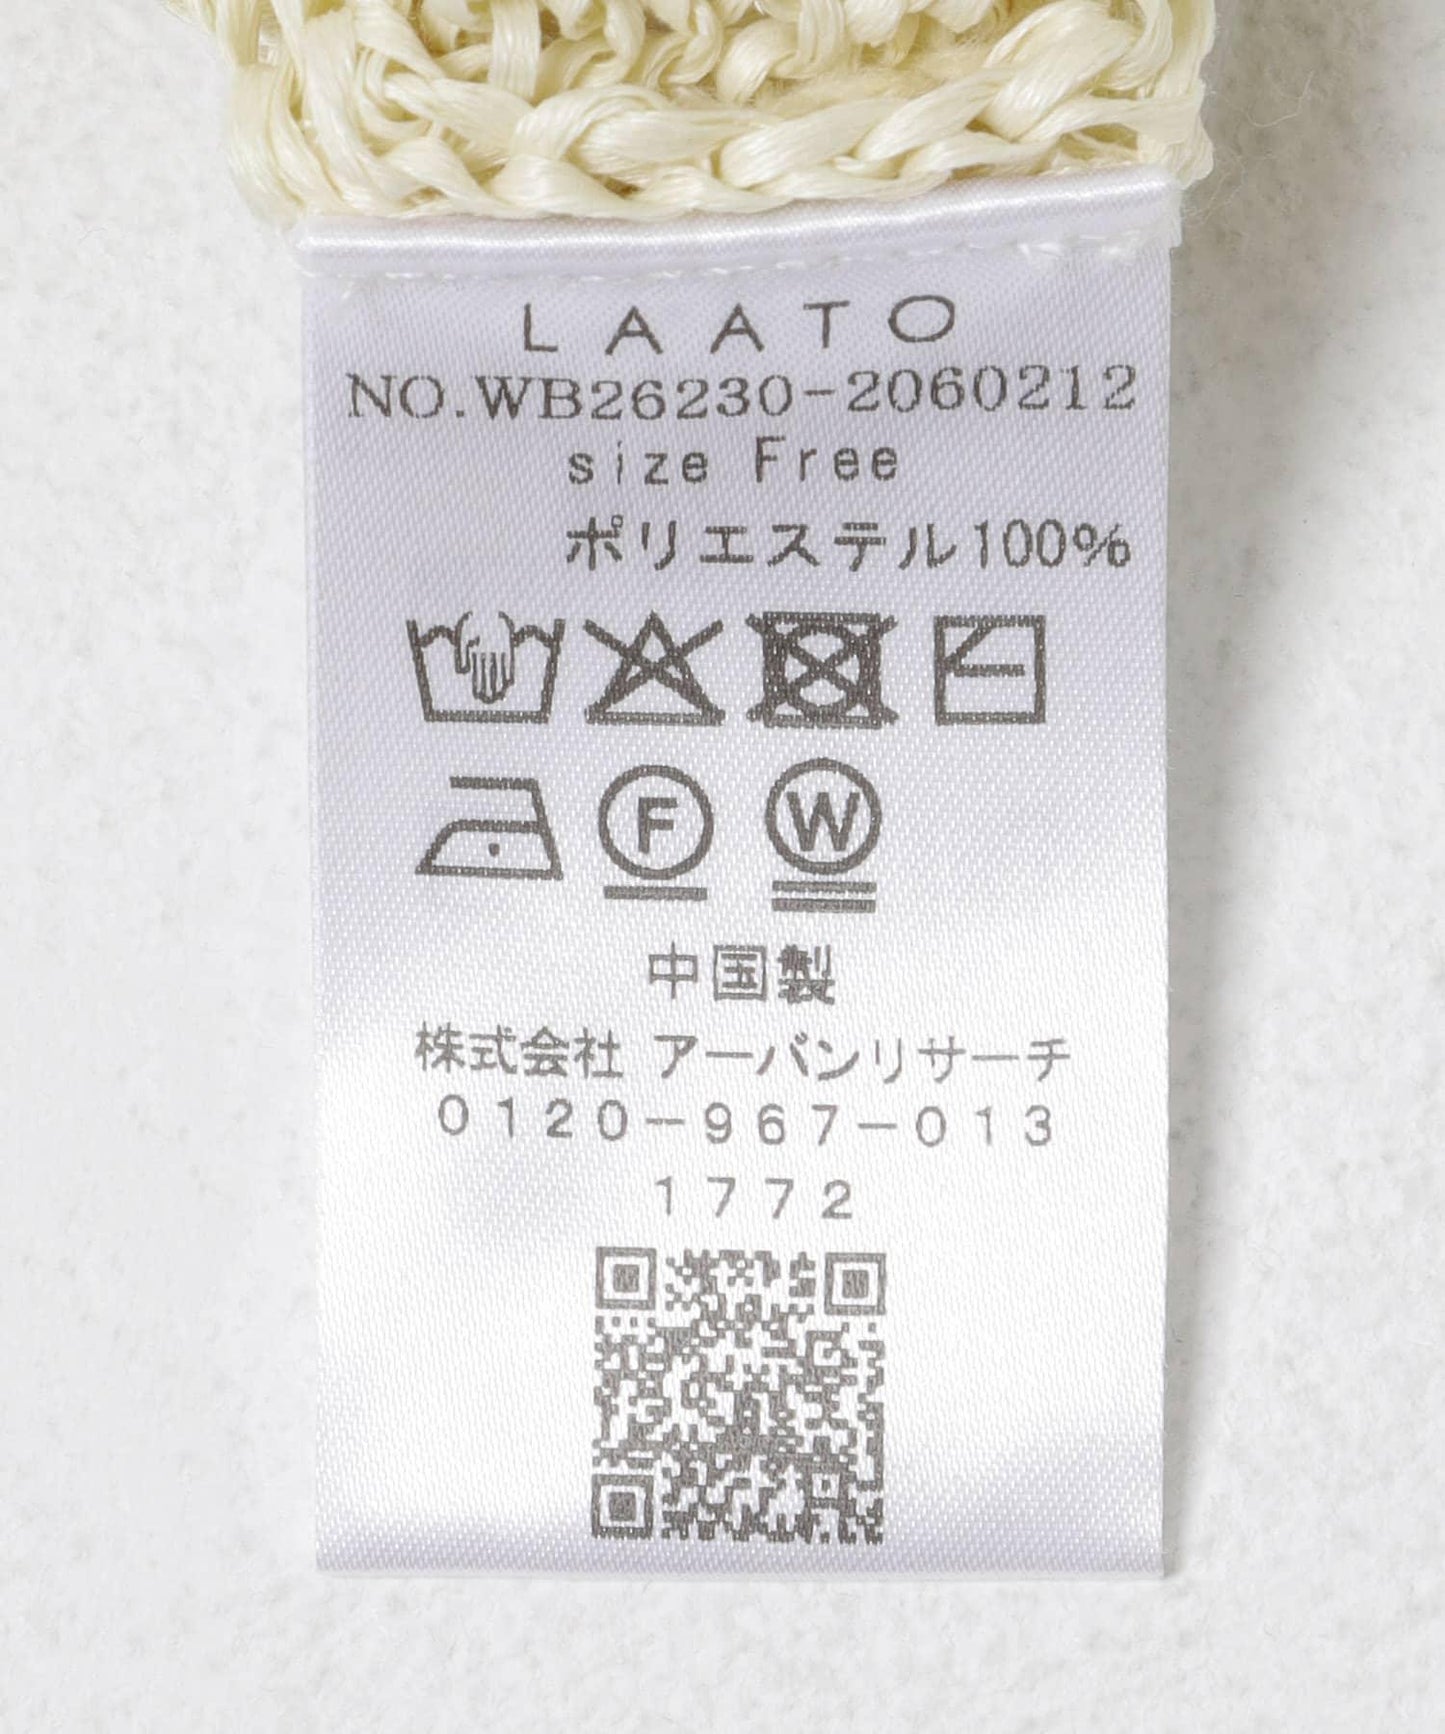 LAATO
NO.WB26230-2060212
size Free
ポリエステル100%
F W
中国製
株式会社 アーバンリサーチ
0120-967-013
1772